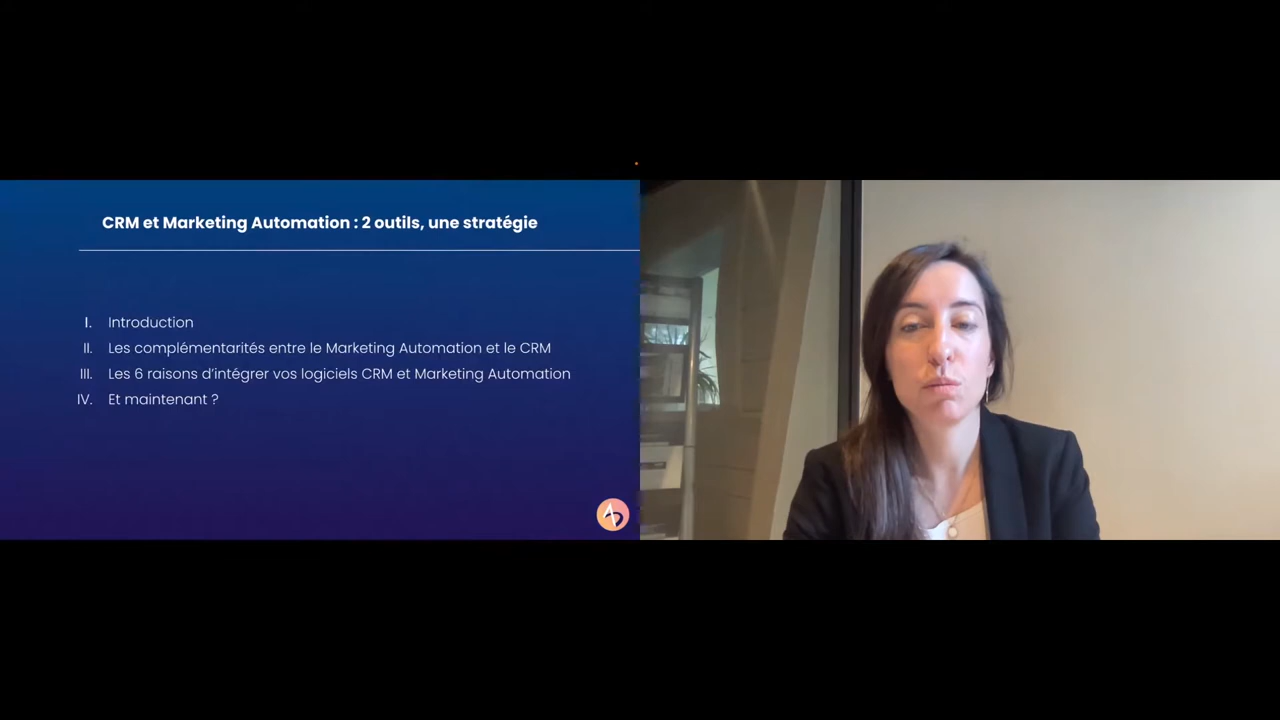 CRM et Marketing Automation : 2 outils, une stratégie
I. Introduction
II. Les complémentarités entre le Marketing Automation et le CRM
III. Les 6 raisons d’intégrer vos logiciels CRM et Marketing Automation
IV. Et maintenant ?